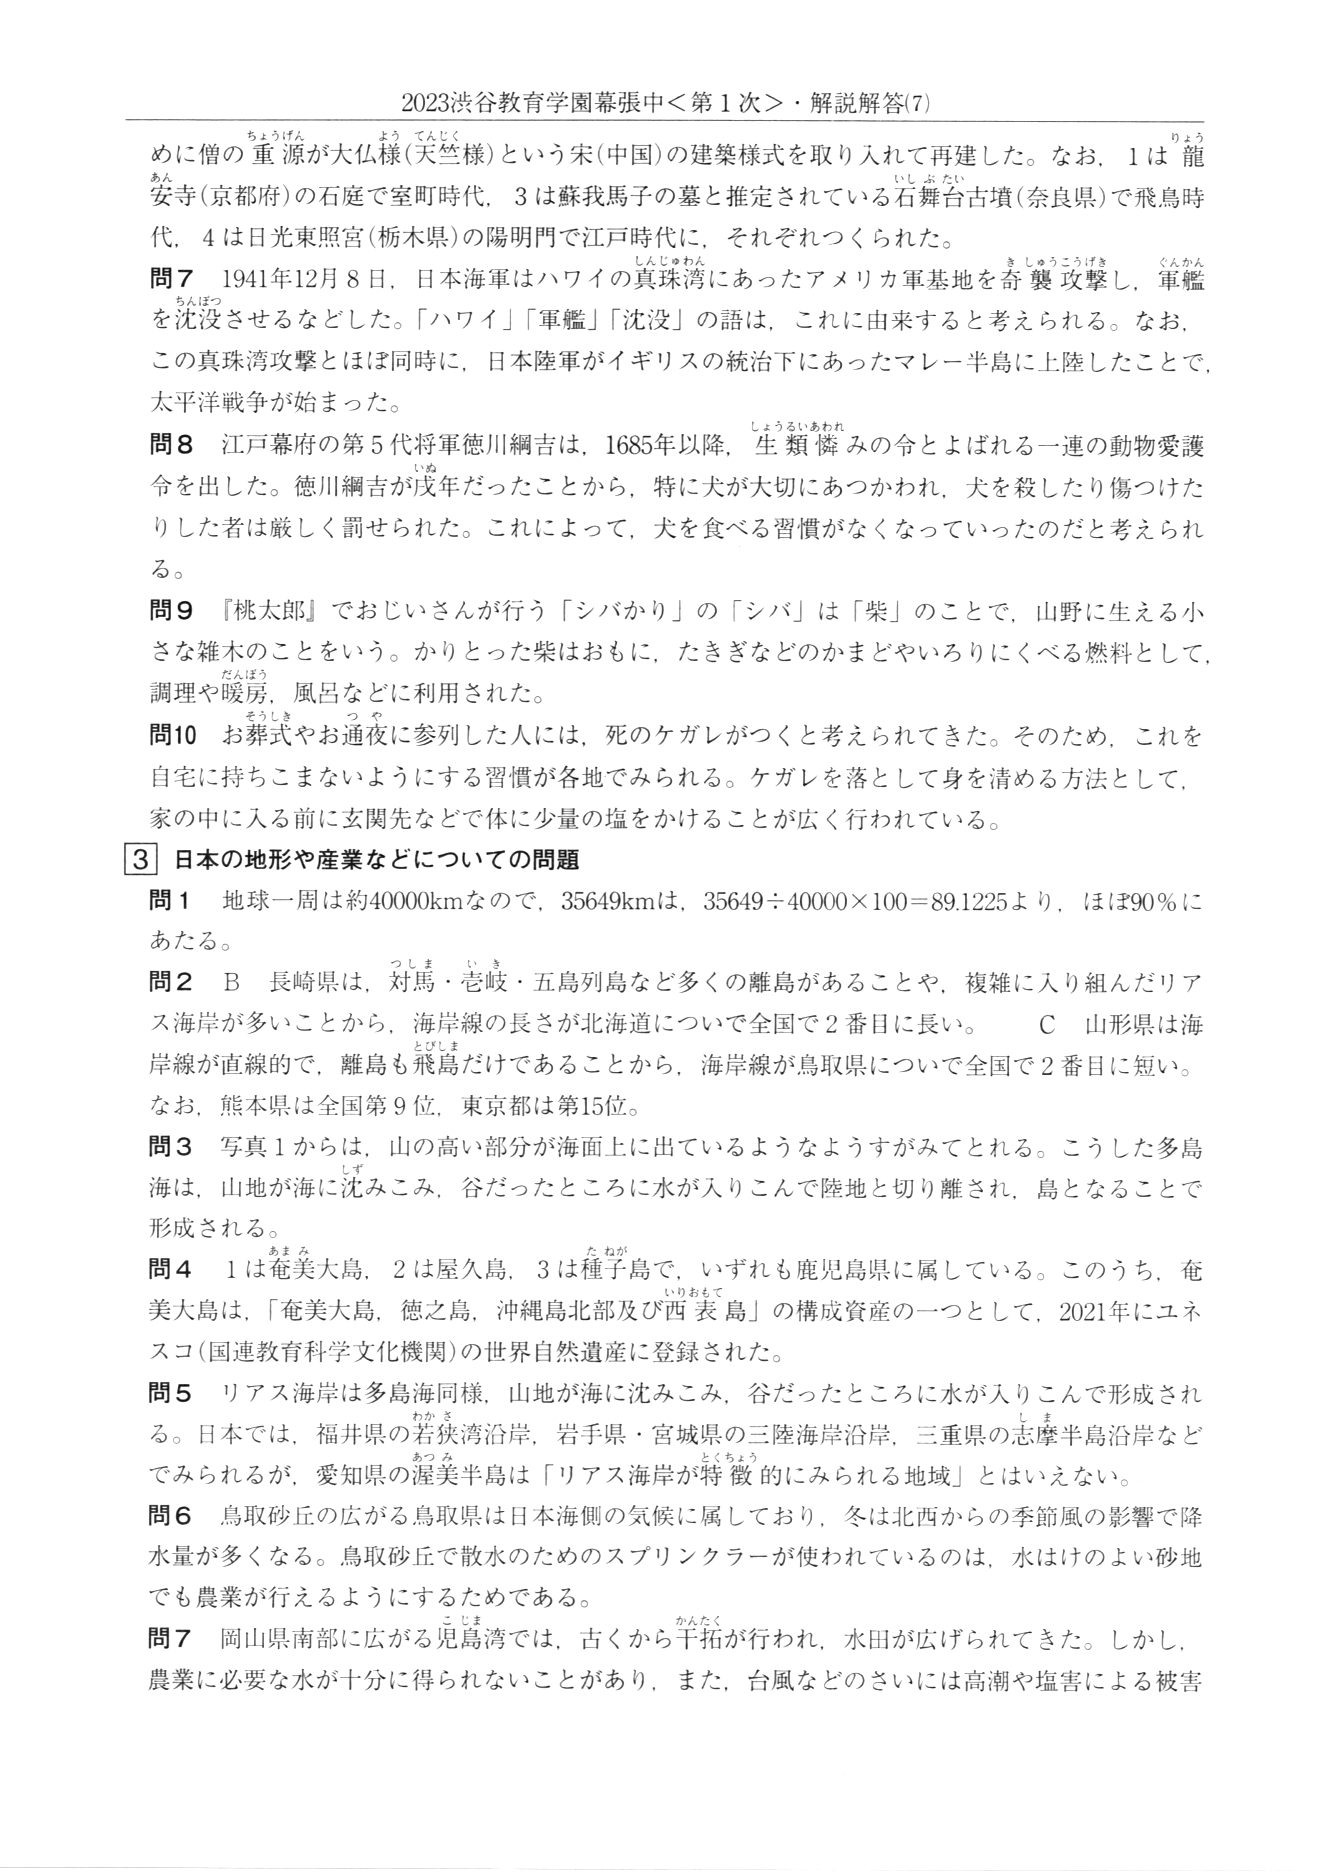 2023渋谷教育学園幕張中＜第１次＞・解説解答(7)
めに僧の重源が大仏様(天竺様)という宋(中国)の建築様式を取り入れて再建した。なお，１は龍
安寺(京都府)の石庭で室町時代，３は蘇我馬子の墓と推定されている石舞台古墳(奈良県)で飛鳥時
代，４は日光東照宮(栃木県)の陽明門で江戸時代に，それぞれつくられた。
問７　1941年12月８日，日本海軍はハワイの真珠湾にあったアメリカ軍基地を奇襲攻撃し，軍艦
を沈没させるなどした。「ハワイ」「軍艦」「沈没」の語は，これに由来すると考えられる。なお，
この真珠湾攻撃とほぼ同時に，日本陸軍がイギリスの統治下にあったマレー半島に上陸したことで，
太平洋戦争が始まった。
問８　江戸幕府の第５代将軍徳川綱吉は，1685年以降，生類憐みの令とよばれる一連の動物愛護
令を出した。徳川綱吉が戌年だったことから，特に犬が大切にあつかわれ，犬を殺したり傷つけた
りした者は厳しく罰せられた。これによって，犬を食べる習慣がなくなっていったのだと考えられ
る。
問９　『桃太郎』でおじいさんが行う「シバかり」の「シバ」は「柴」のことで，山野に生える小
さな雑木のことをいう。かりとった柴はおもに，たきぎなどのかまどやいろりにくべる燃料として，
調理や暖房，風呂などに利用された。
問10　お葬式やお通夜に参列した人には，死のケガレがつくと考えられてきた。そのため，これを
自宅に持ちこまないようにする習慣が各地でみられる。ケガレを落として身を清める方法として，
家の中に入る前に玄関先などで体に少量の塩をかけることが広く行われている。
3　日本の地形や産業などについての問題
問１　地球一周は約40000kmなので，35649kmは，35649÷40000×100＝89.1225より，ほぼ90％に
あたる。
問２　Ｂ　長崎県は，対馬・壱岐・五島列島など多くの離島があることや，複雑に入り組んだリア
ス海岸が多いことから，海岸線の長さが北海道についで全国で２番目に長い。　　Ｃ　山形県は海
岸線が直線的で，離島も飛島だけであることから，海岸線が鳥取県についで全国で２番目に短い。
なお，熊本県は全国第９位，東京都は第15位。
問３　写真１からは，山の高い部分が海面上に出ているようなようすがみてとれる。こうした多島
海は，山地が海に沈みこみ，谷だったところに水が入りこんで陸地と切り離され，島となることで
形成される。
問４　１は奄美大島，２は屋久島，３は種子島で，いずれも鹿児島県に属している。このうち，奄
美大島は，「奄美大島，徳之島，沖縄島北部及び西表島」の構成資産の一つとして，2021年にユネ
スコ(国連教育科学文化機関)の世界自然遺産に登録された。
問５　リアス海岸は多島海同様，山地が海に沈みこみ，谷だったところに水が入りこんで形成され
る。日本では，福井県の若狭湾沿岸，岩手県・宮城県の三陸海岸沿岸，三重県の志摩半島沿岸など
でみられるが，愛知県の渥美半島は「リアス海岸が特徴的にみられる地域」とはいえない。
問６　鳥取砂丘の広がる鳥取県は日本海側の気候に属しており，冬は北西からの季節風の影響で降
水量が多くなる。鳥取砂丘で散水のためのスプリンクラーが使われているのは，水はけのよい砂地
でも農業が行えるようにするためである。
問７　岡山県南部に広がる児島湾では，古くから干拓が行われ，水田が広げられてきた。しかし，
農業に必要な水が十分に得られないことがあり，また，台風などのさいには高潮や塩害による被害